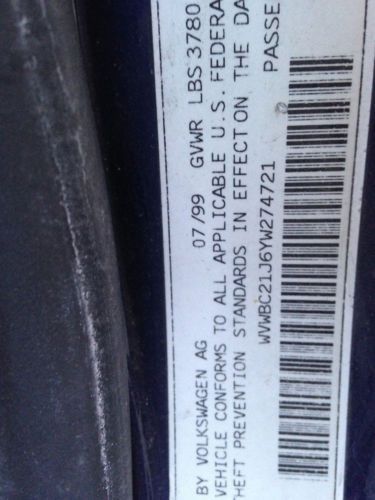 BY VOLKSWAGEN AG 07/99 GVWR LBS 3780
VEHICLE CONFORMS TO ALL APPLICABLE U.S. FEDERA
HEFT PREVENTION STANDARDS IN EFFECT ON THE DA
WVWBC21J6YW274721 PASSE